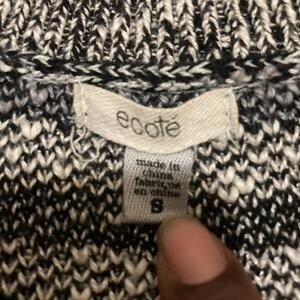 ecoté
made in
china
fabriqué
en chine
S